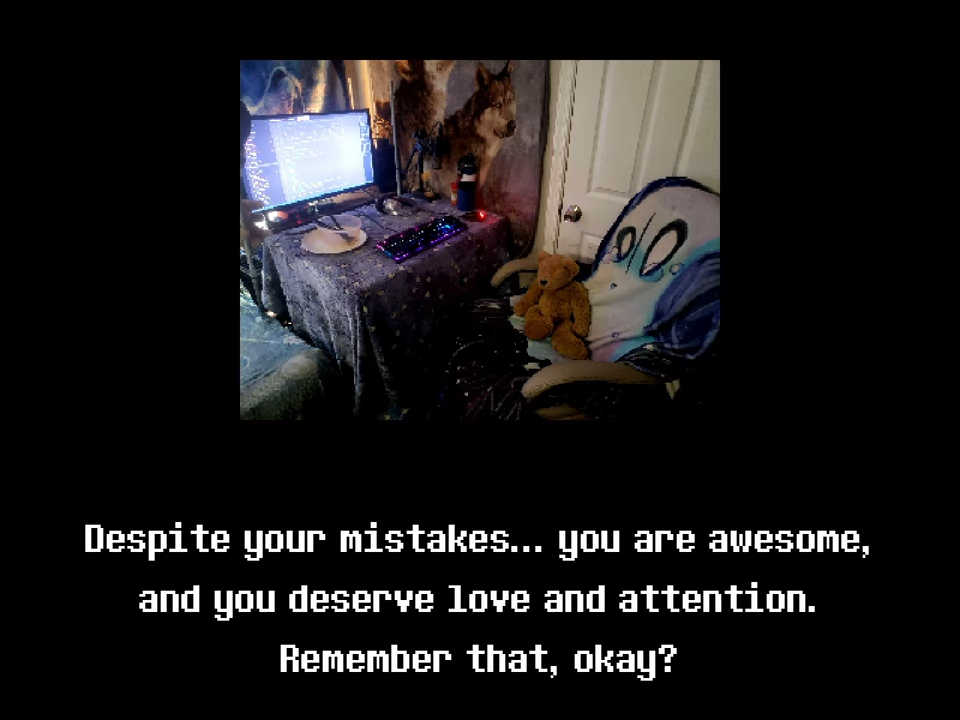 Despite your mistakes... you are awesome,
and you deserve love and attention.
Remember that, okay?